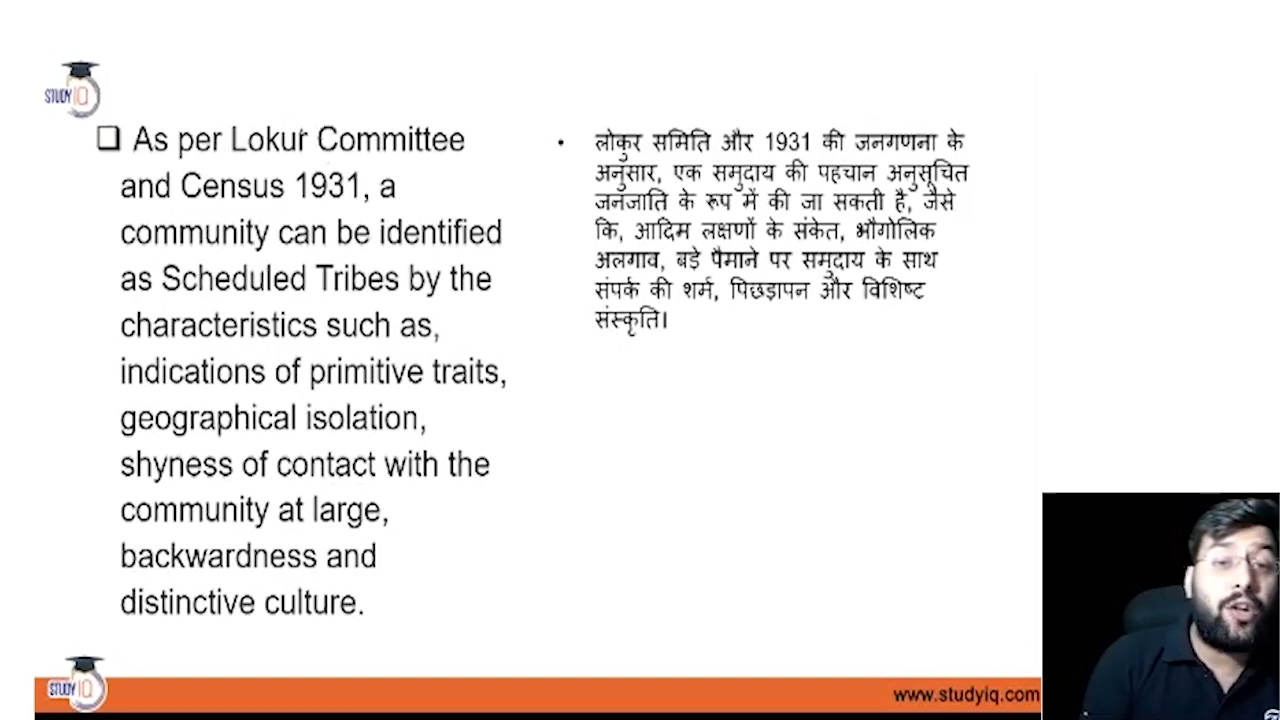 STUDY IQ
❑ As per Lokur Committee
and Census 1931, a
community can be identified
as Scheduled Tribes by the
characteristics such as,
indications of primitive traits,
geographical isolation,
shyness of contact with the
community at large,
backwardness and
distinctive culture.
• लोकुर समिति और 1931 की जनगणना के
अनुसार, एक समुदाय की पहचान अनुसूचित
जनजाति के रूप में की जा सकती है, जैसे
कि, आदिम लक्षणों के संकेत, भौगोलिक
अलगाव, बड़े पैमाने पर समुदाय के साथ
संपर्क की शर्म, पिछड़ापन और विशिष्ट
संस्कृति।
STUDY IQ
www.studyiq.com